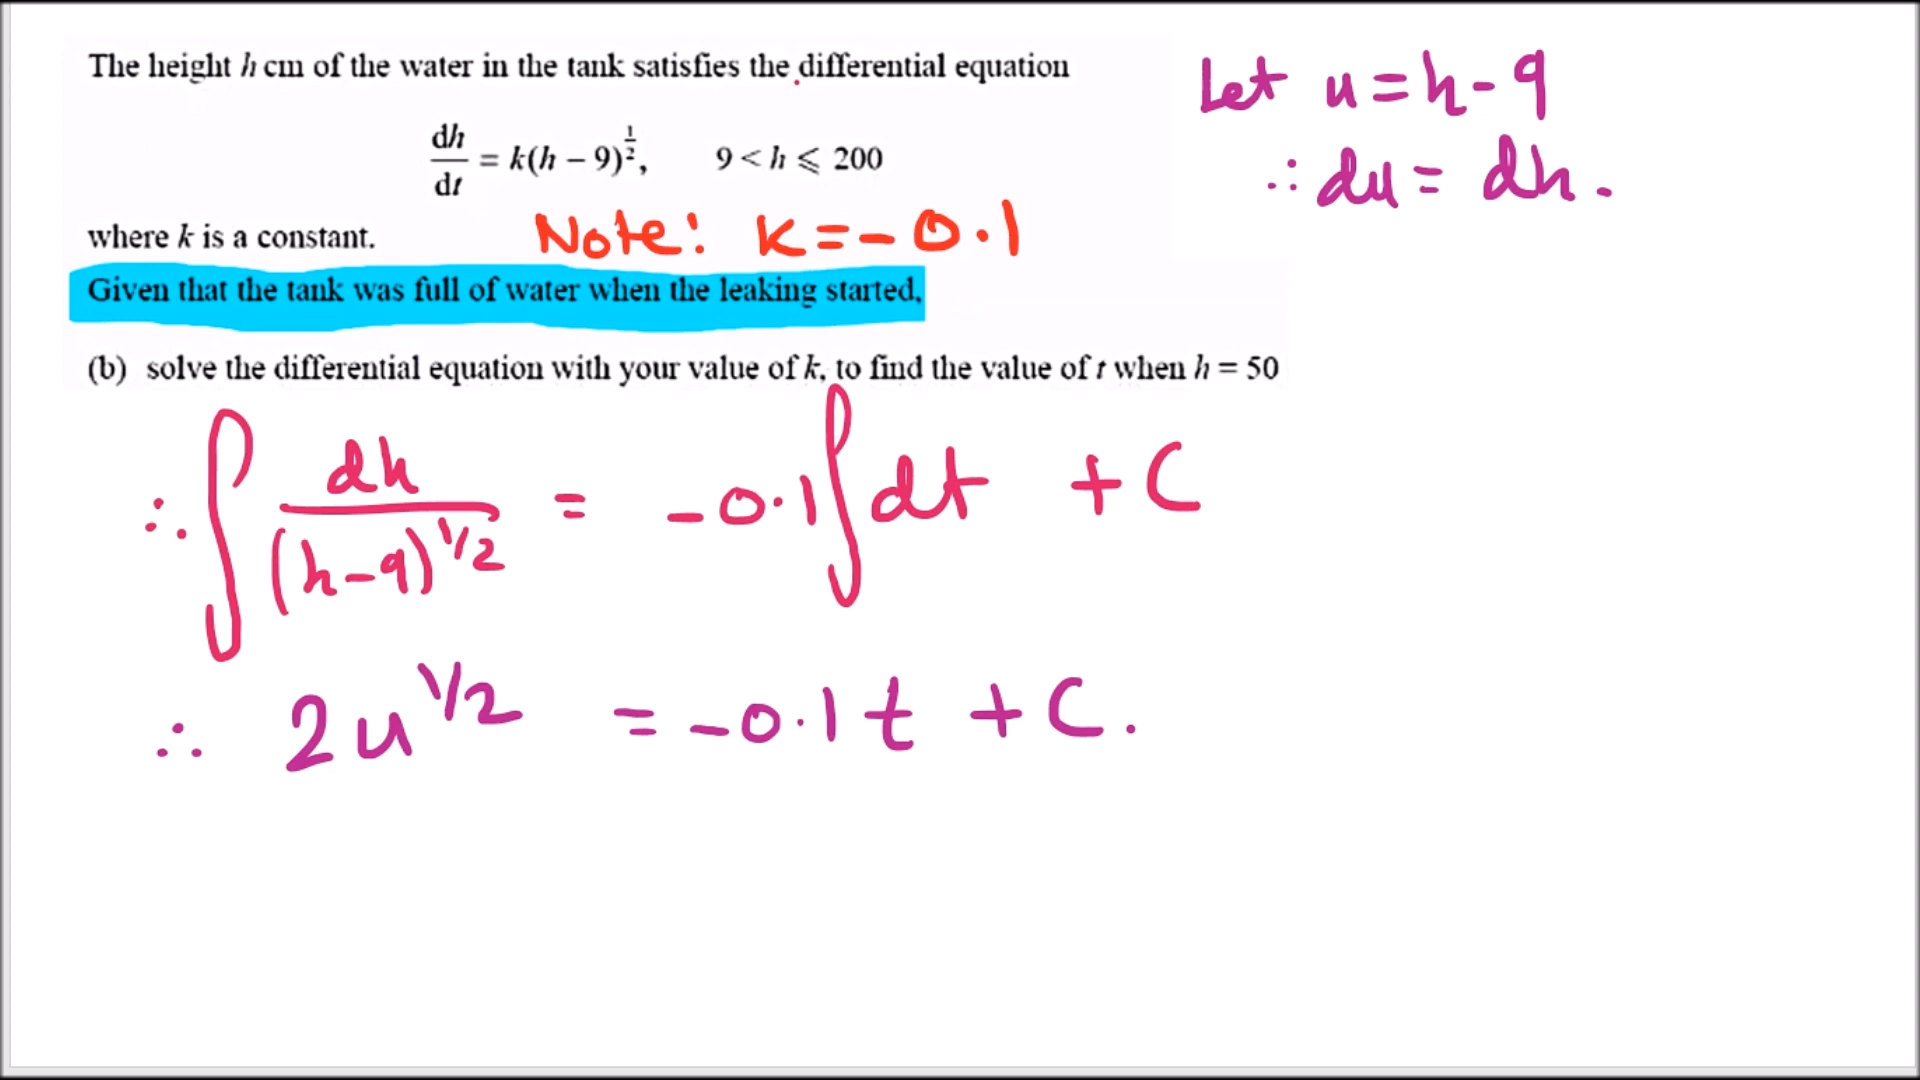 The height h cm of the water in the tank satisfies the differential equation
dh/dt = k(h – 9)^1/2, 9 < h ⩽ 200
where k is a constant.
Note: K = -0.1
Given that the tank was full of water when the leaking started,
(b) solve the differential equation with your value of k, to find the value of t when h = 50
Let u = h - 9
∴ du = dh.
∴ ∫ dh/(h-9)^1/2 = -0.1 ∫ dt + C
∴ 2u^1/2 = -0.1t + C.